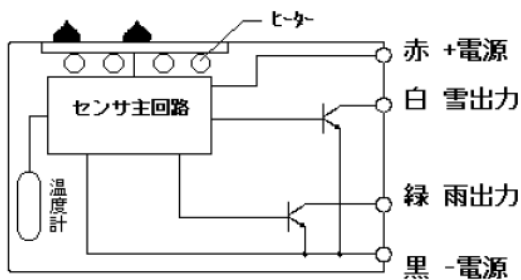 ヒーター
赤 +電源
センサ主回路
白 雪出力
温度計
緑 雨出力
黒 -電源